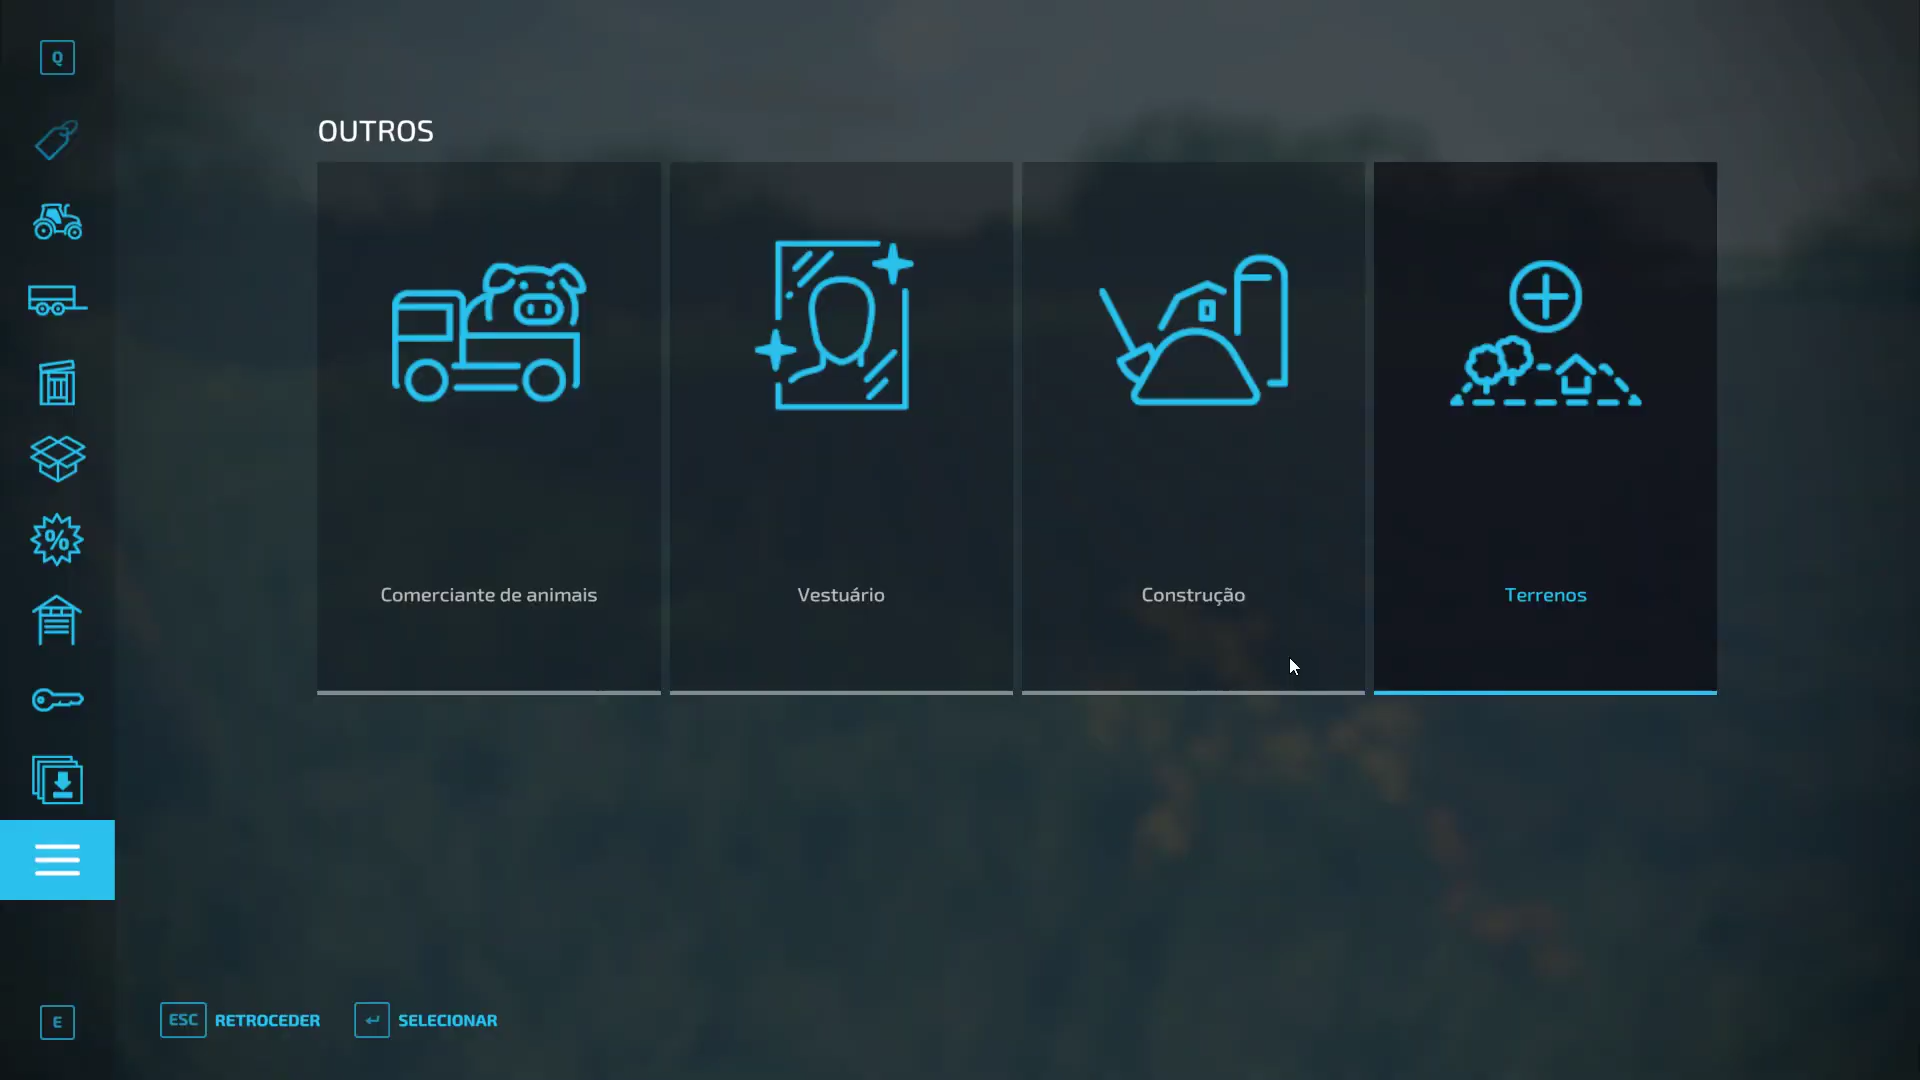 Q
OUTROS
Comerciante de animais
Vestuário
Construção
Terrenos
%
E
ESC RETROCEDER
SELECIONAR